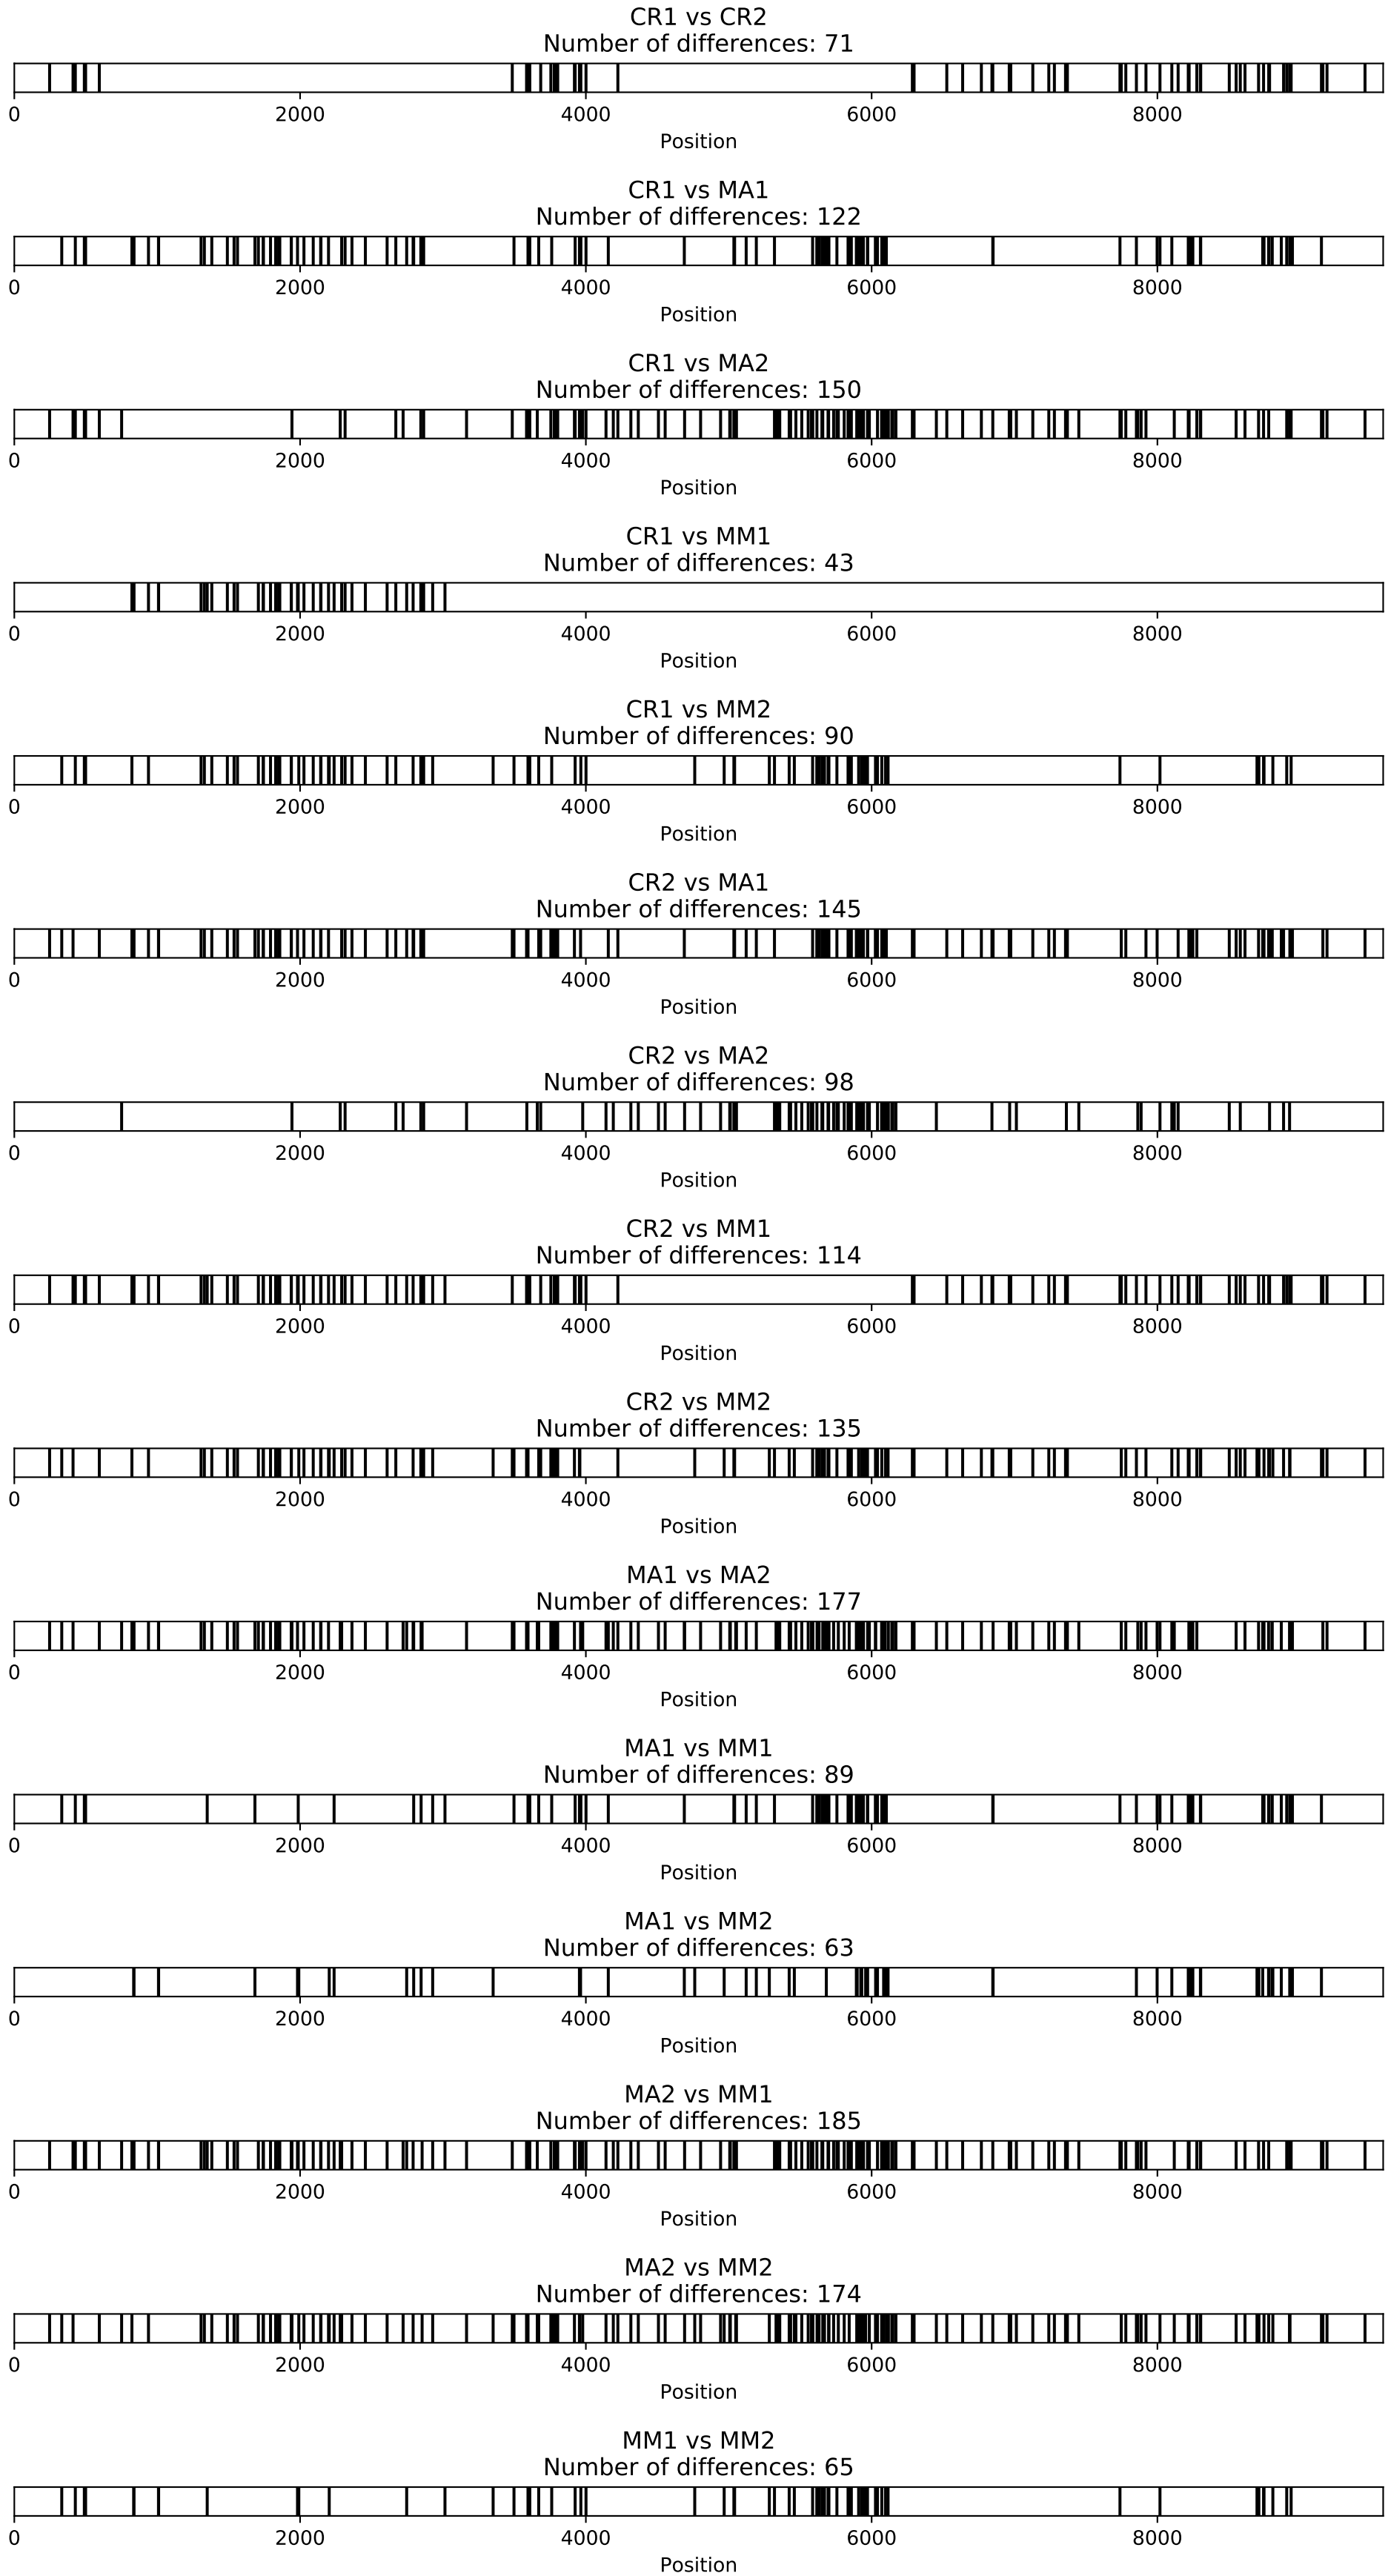 CR1 vs CR2
Number of differences: 71
0 2000 4000 6000 8000
Position
CR1 vs MA1
Number of differences: 122
0 2000 4000 6000 8000
Position
CR1 vs MA2
Number of differences: 150
0 2000 4000 6000 8000
Position
CR1 vs MM1
Number of differences: 43
0 2000 4000 6000 8000
Position
CR1 vs MM2
Number of differences: 90
0 2000 4000 6000 8000
Position
CR2 vs MA1
Number of differences: 145
0 2000 4000 6000 8000
Position
CR2 vs MA2
Number of differences: 98
0 2000 4000 6000 8000
Position
CR2 vs MM1
Number of differences: 114
0 2000 4000 6000 8000
Position
CR2 vs MM2
Number of differences: 135
0 2000 4000 6000 8000
Position
MA1 vs MA2
Number of differences: 177
0 2000 4000 6000 8000
Position
MA1 vs MM1
Number of differences: 89
0 2000 4000 6000 8000
Position
MA1 vs MM2
Number of differences: 63
0 2000 4000 6000 8000
Position
MA2 vs MM1
Number of differences: 185
0 2000 4000 6000 8000
Position
MA2 vs MM2
Number of differences: 174
0 2000 4000 6000 8000
Position
MM1 vs MM2
Number of differences: 65
0 2000 4000 6000 8000
Position